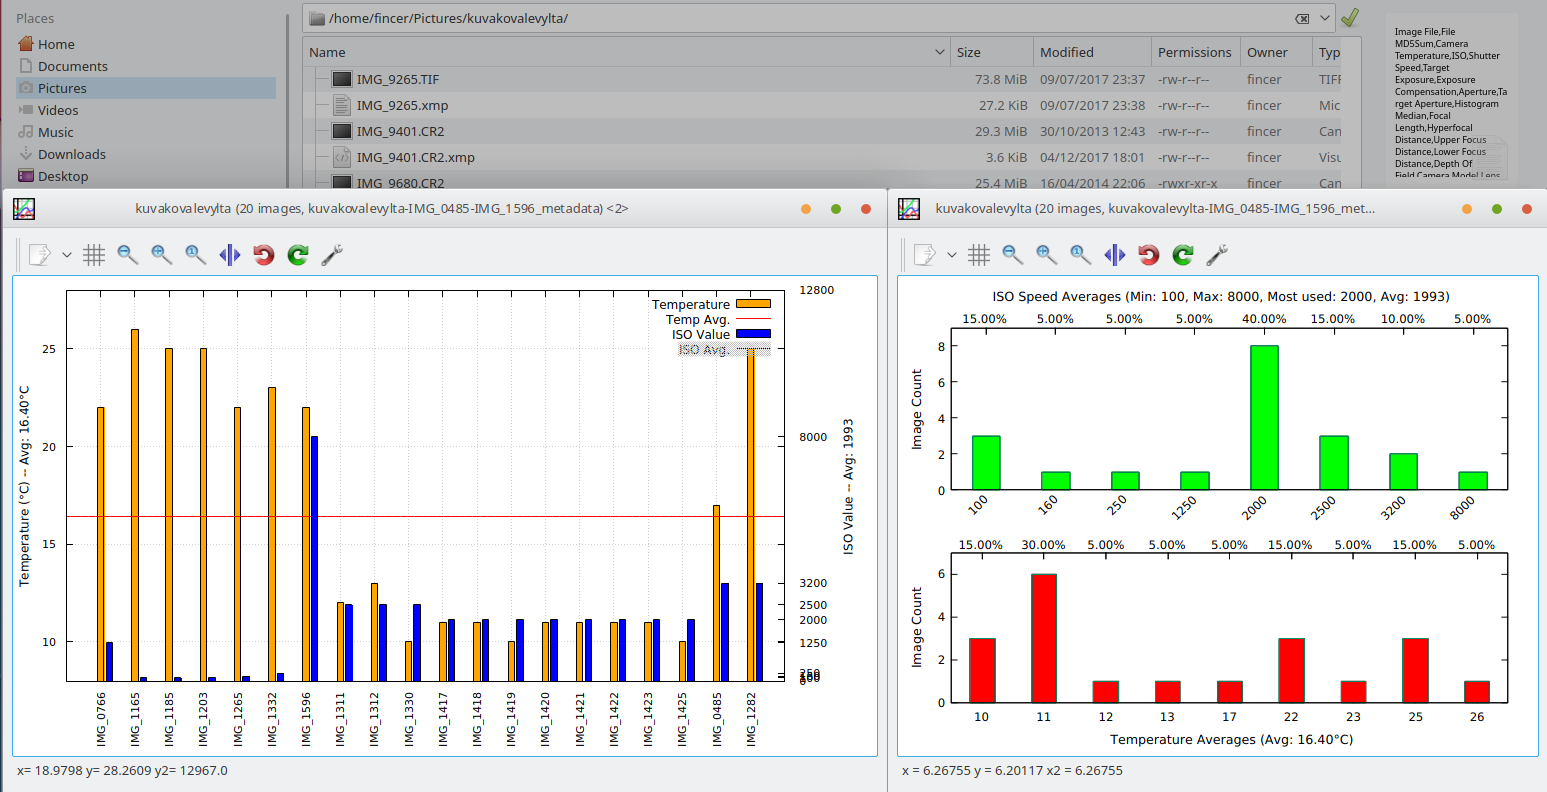 Places
Home
Documents
Pictures
Videos
Music
Downloads
Desktop
/home/fincer/Pictures/kuvakovalevylta/
Name Size Modified Permissions Owner Typ
IMG_9265.TIF 73.8 MiB 09/07/2017 23:37 -rw-r--r-- fincer TIFF
IMG_9265.xmp 27.2 KiB 09/07/2017 23:38 -rw-r--r-- fincer Mic
IMG_9401.CR2 29.3 MiB 30/10/2013 12:43 -rw-r--r-- fincer Can
IMG_9401.CR2.xmp 3.6 KiB 04/12/2017 18:01 -rw-r--r-- fincer Visu
IMG_9680.CR2 25.4 MiB 16/04/2014 22:06 -rwxr-xr-x fincer Can
Image File,File
MD5Sum,Camera
Temperature,ISO,Shutter
Speed,Target
Exposure,Exposure
Compensation,Aperture,Ta
rget Aperture,Histogram
Median,Focal
Length,Hyperfocal
Distance,Upper Focus
Distance,Lower Focus
Distance,Depth Of
Field,Camera Model,Lens
kuvakovalevylta (20 images, kuvakovalevylta-IMG_0485-IMG_1596_metadata) <2>
Temperature
Temp Avg.
ISO Value
ISO Avg.
Temperature (°C) -- Avg: 16.40°C
25
20
15
10
12800
8000
3200
2500
2000
1250
250
0
ISO Value -- Avg: 1993
IMG_0766 IMG_1165 IMG_1185 IMG_1203 IMG_1265 IMG_1332 IMG_1596 IMG_1311 IMG_1312 IMG_1330 IMG_1417 IMG_1418 IMG_1419 IMG_1420 IMG_1421 IMG_1422 IMG_1423 IMG_1425 IMG_0485 IMG_1282
x= 18.9798 y= 28.2609 y2= 12967.0
kuvakovalevylta (20 images, kuvakovalevylta-IMG_0485-IMG_1596_met...
ISO Speed Averages (Min: 100, Max: 8000, Most used: 2000, Avg: 1993)
15.00% 5.00% 5.00% 5.00% 40.00% 15.00% 10.00% 5.00%
Image Count
8
6
4
2
0
100 160 250 1250 2000 2500 3200 8000
15.00% 30.00% 5.00% 5.00% 5.00% 15.00% 5.00% 15.00% 5.00%
Image Count
6
4
2
0
10 11 12 13 17 22 23 25 26
Temperature Averages (Avg: 16.40°C)
x = 6.26755 y = 6.20117 x2 = 6.26755